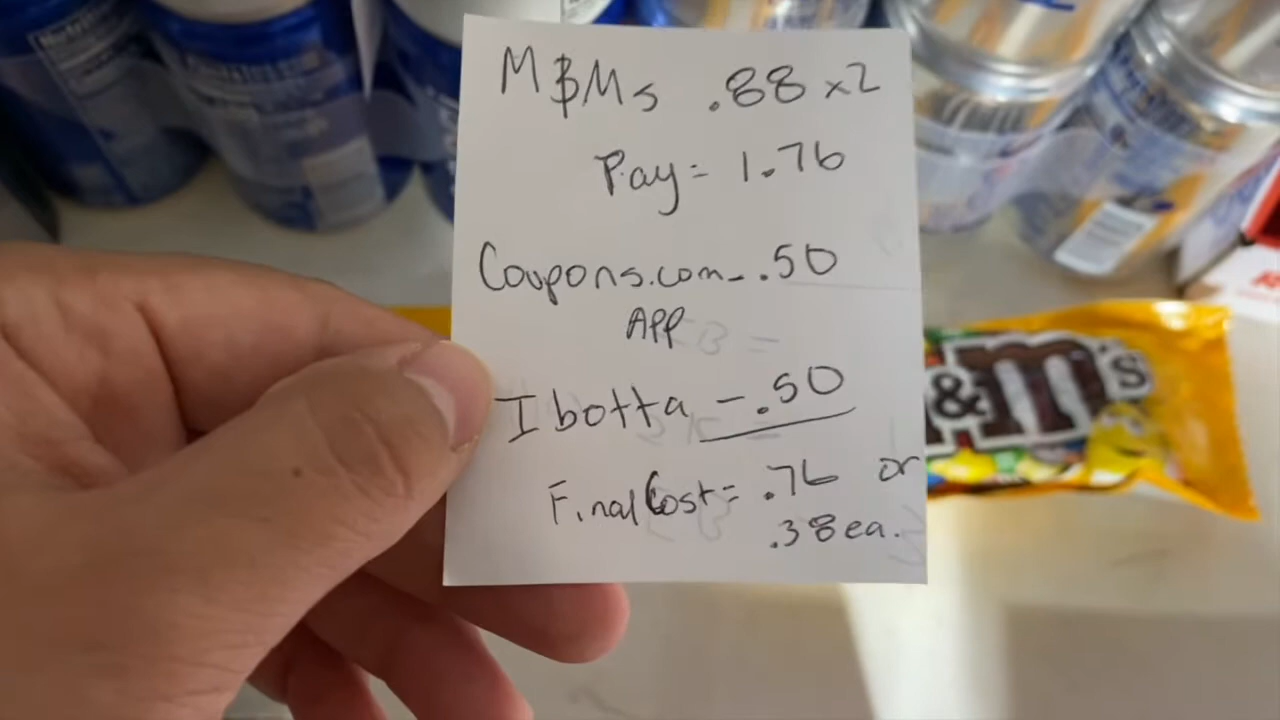 M$Ms .88 x2
Pay = 1.76
Coupons.com - .50
APP
Ibotta - .50
Final Cost = .76 or
.38 ea.
&m's